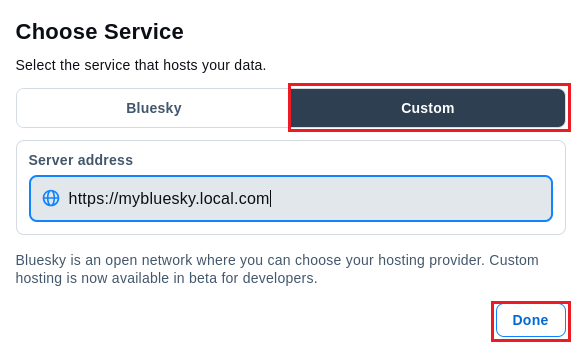 Choose Service
Select the service that hosts your data.
Bluesky Custom
Server address
https://mybluesky.local.com
Bluesky is an open network where you can choose your hosting provider. Custom
hosting is now available in beta for developers.
Done